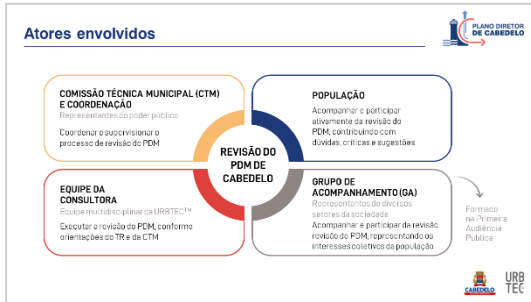 Atores envolvidos
PLANO DIRETOR
DE CABEDELO
COMISSÃO TÉCNICA MUNICIPAL (CTM)
E COORDENAÇÃO
Representantes do poder público
Coordenar e supervisionar o
processo de revisão do PDM
POPULAÇÃO
Acompanhar e participar
ativamente da revisão do
PDM, contribuindo com
dúvidas, críticas e sugestões
REVISÃO DO
PDM DE
CABEDELO
EQUIPE DA
CONSULTORA
Equipe multidisciplinar da URBTEC™
Executar a revisão do PDM, conforme
orientações do TR e da CTM
GRUPO DE
ACOMPANHAMENTO (GA)
Representantes do diversos
setores da sociedade
Acompanhar e participar da revisão
revisão do PDM, representando os
interesses coletivos da população
Formado
na Primeira
Audiência
Pública
CABEDELO
URB
TEC